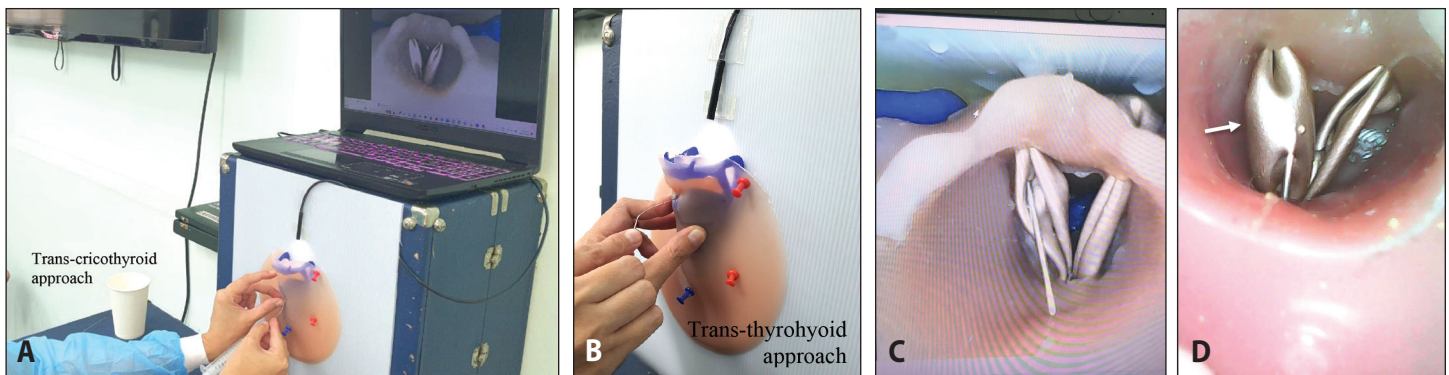 Trans-cricothyroid
approach
A
Trans-thyrohyoid
approach
B
C
D